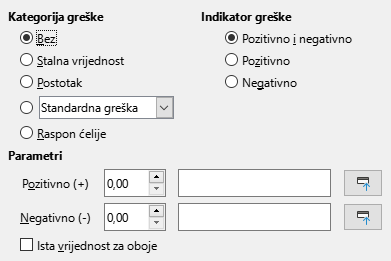 Kategorija greške
Bez
Stalna vrijednost
Postotak
Standardna greška
Raspon ćelije
Indikator greške
Pozitivno i negativno
Pozitivno
Negativno
Parametri
Pozitivno (+) 0,00
Negativno (-) 0,00
Ista vrijednost za oboje